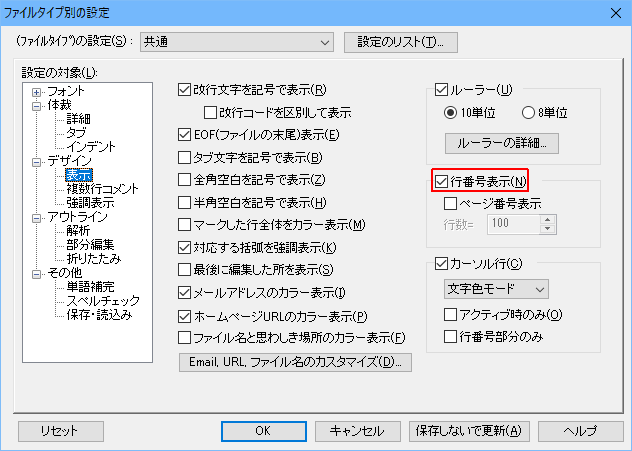 ファイルタイプ別の設定
(ファイルタイプ)の設定(S): 共通 設定のリスト(T)...
設定の対象(L):
フォント
体裁
詳細
タブ
インデント
デザイン
表示
複数行コメント
強調表示
アウトライン
解析
部分編集
折りたたみ
その他
単語補完
スペルチェック
保存・読込み
改行文字を記号で表示(R)
改行コードを区別して表示
EOF(ファイルの末尾)表示(E)
タブ文字を記号で表示(B)
全角空白を記号で表示(Z)
半角空白を記号で表示(H)
マークした行全体をカラー表示(M)
対応する括弧を強調表示(K)
最後に編集した所を表示(S)
メールアドレスのカラー表示(I)
ホームページURLのカラー表示(P)
ファイル名と思わしき場所のカラー表示(F)
Email, URL, ファイル名のカスタマイズ(D)...
ルーラー(U)
10単位 8単位
ルーラーの詳細...
行番号表示(N)
ページ番号表示
行数= 100
カーソル行(C)
文字色モード
アクティブ時のみ(O)
行番号部分のみ
リセット OK キャンセル 保存しないで更新(A) ヘルプ